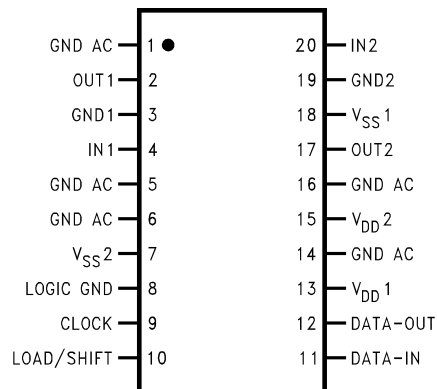 GND AC 1 20 IN2
OUT1 2 19 GND2
GND1 3 18 VSS1
IN1 4 17 OUT2
GND AC 5 16 GND AC
GND AC 6 15 VDD2
VSS2 7 14 GND AC
LOGIC GND 8 13 VDD1
CLOCK 9 12 DATA-OUT
LOAD/SHIFT 10 11 DATA-IN